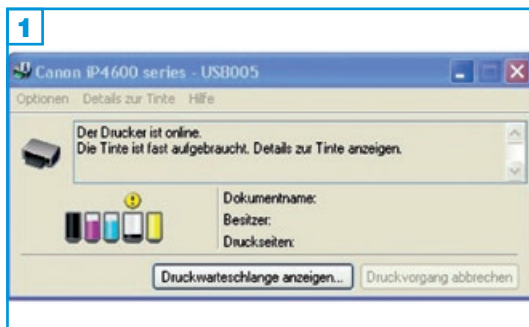 1
Canon iP4600 series - USB005
Optionen Details zur Tinte Hilfe
Der Drucker ist online.
Die Tinte ist fast aufgebraucht. Details zur Tinte anzeigen.
Dokumentname:
Besitzer:
Druckseiten:
Druckwarteschlange anzeigen... Druckvorgang abbrechen